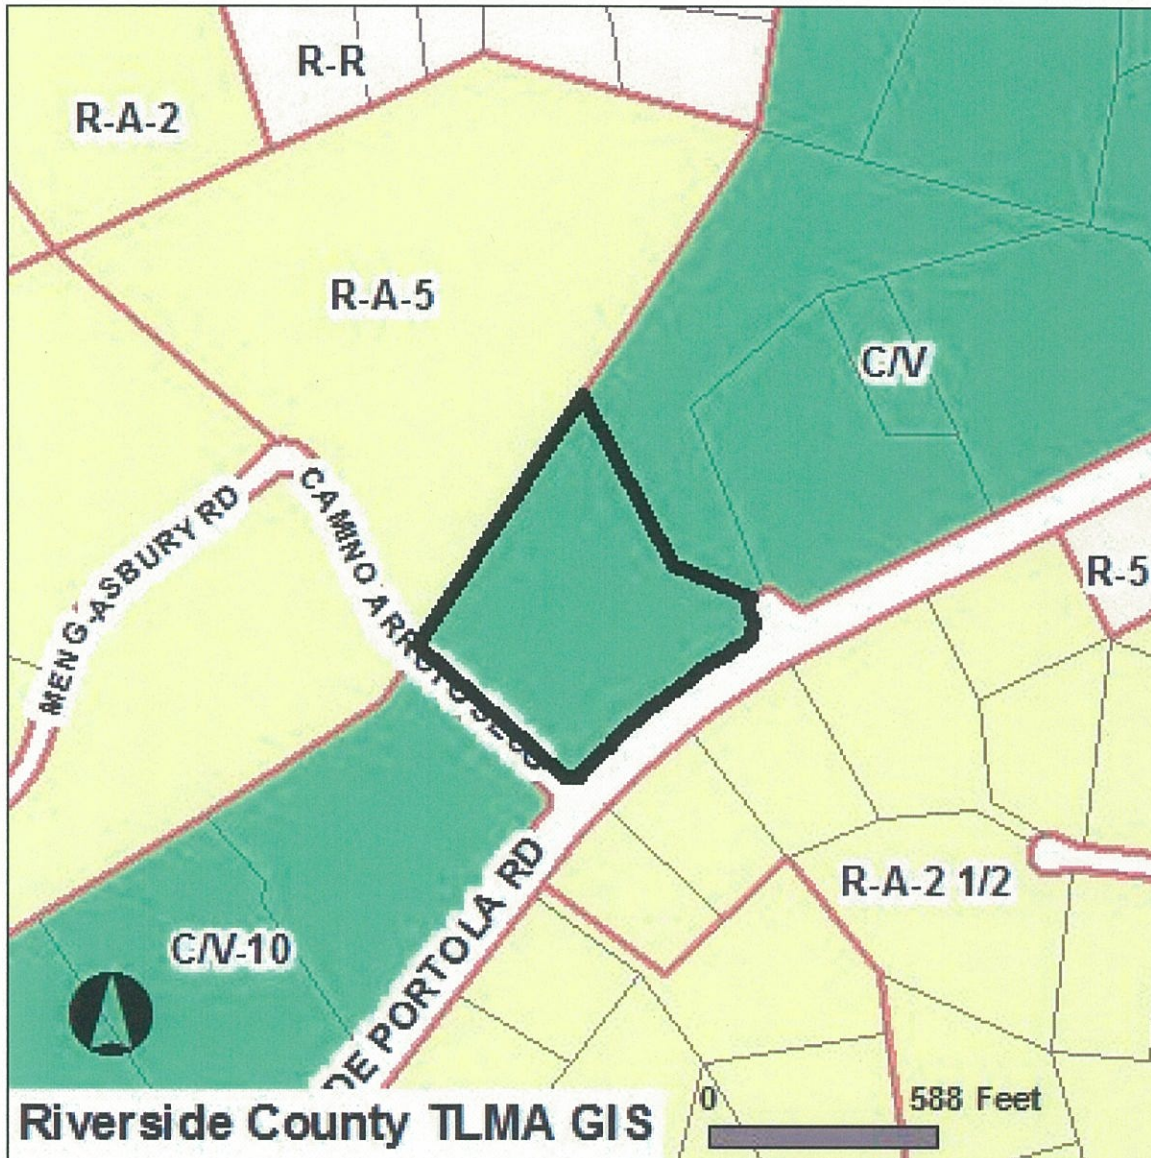 R-R
R-A-2
R-A-5
C/V
MENG-ASBURY RD
CAMINO ARROYO SECO
R-5
R-A-2 1/2
C/V-10
DE PORTOLA RD
0 588 Feet
Riverside County TLMA GIS